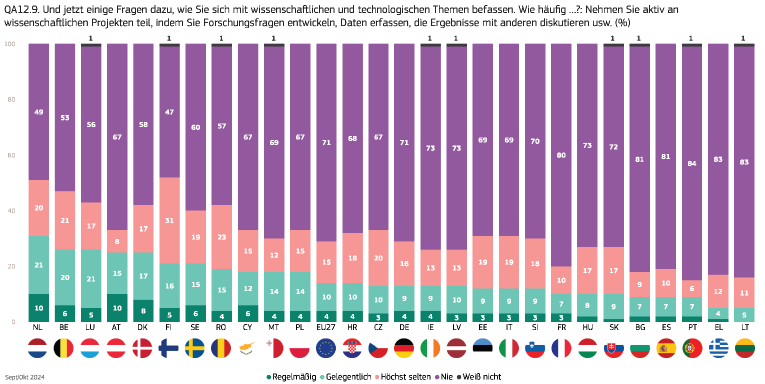 QA12.9. Und jetzt einige Fragen dazu, wie Sie sich mit wissenschaftlichen und technologischen Themen befassen. Wie häufig ...?: Nehmen Sie aktiv an
wissenschaftlichen Projekten teil, indem Sie Forschungsfragen entwickeln, Daten erfassen, die Ergebnisse mit anderen diskutieren usw. (%)
1 1 1 1 1 1 1 1 1 1
100
80
60
40
20
0
49 53 56 67 58 47 60 57 67 69 67 71 68 67 71 73 73 69 69 70 80 73 72 81 81 84 83 83
20 21 17 8 17 31 19 23 15 12 15 15 18 20 16 13 13 19 19 18 10 17 17 9 10 6 12 11
21 20 21 15 17 16 15 15 12 14 14 10 10 10 9 9 10 9 9 9 7 8 9 7 7 7 4 5
10 6 5 10 8 5 6 4 6 4 4 4 4 3 4 4 3 3 3 3 3
NL BE LU AT DK FI SE RO CY MT PL EU27 HR CZ DE IE LV EE IT SI FR HU SK BG ES PT EL LT
Sept/Okt 2024
Regelmäßig Gelegentlich Höchst selten Nie Weiß nicht